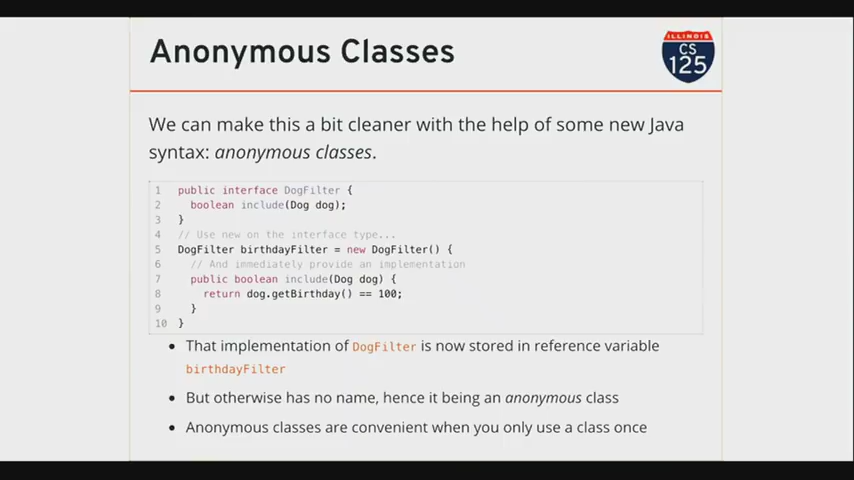 Anonymous Classes
ILLINOIS
CS
125
We can make this a bit cleaner with the help of some new Java
syntax: anonymous classes.
1 public interface DogFilter {
2 boolean include(Dog dog);
3 }
4 // Use new on the interface type...
5 DogFilter birthdayFilter = new DogFilter() {
6 // And immediately provide an implementation
7 public boolean include(Dog dog) {
8 return dog.getBirthday() == 100;
9 }
10 }
• That implementation of DogFilter is now stored in reference variable
birthdayFilter
• But otherwise has no name, hence it being an anonymous class
• Anonymous classes are convenient when you only use a class once